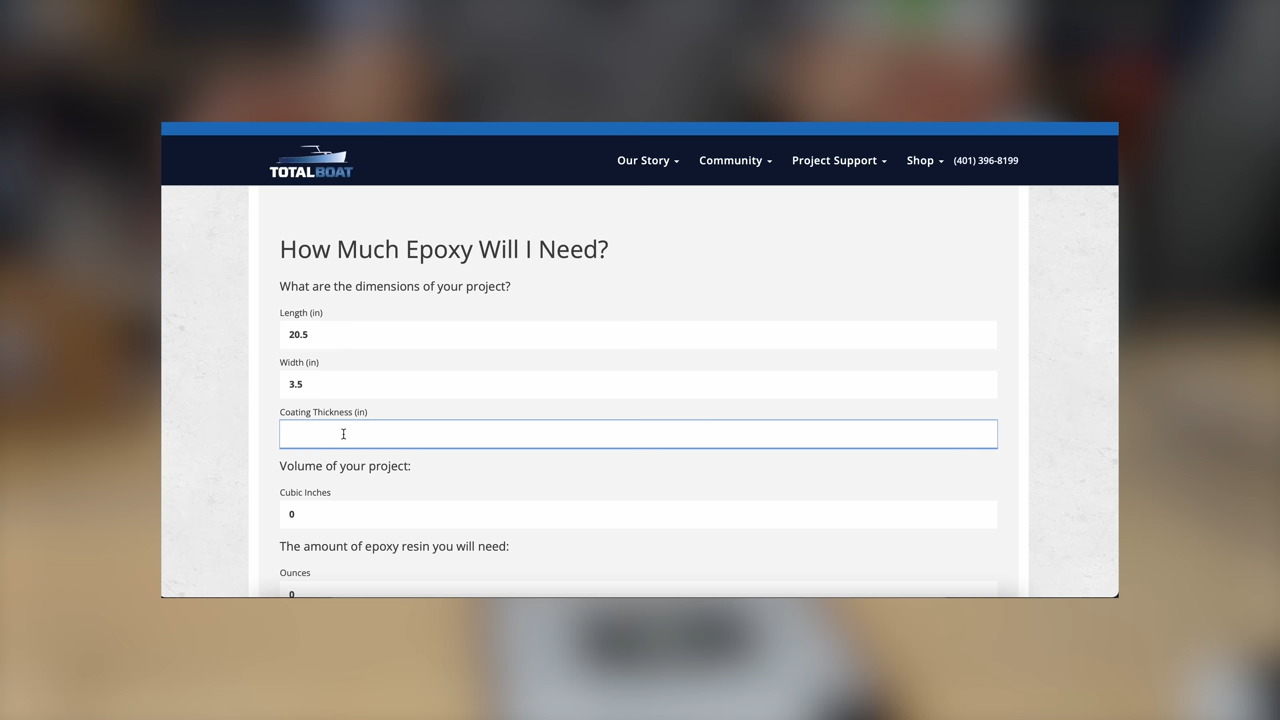 TOTALBOAT
Our Story
Community
Project Support
Shop
(401) 396-8199
How Much Epoxy Will I Need?
What are the dimensions of your project?
Length (in)
20.5
Width (in)
3.5
Coating Thickness (in)
Volume of your project:
Cubic Inches
0
The amount of epoxy resin you will need:
Ounces
0